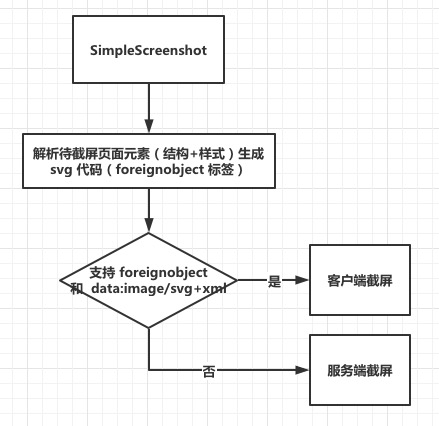 SimpleScreenshot
解析待截屏页面元素（结构+样式）生成
svg 代码（foreignobject 标签）
支持 foreignobject
和 data:image/svg+xml
是
客户端截屏
否
服务端截屏